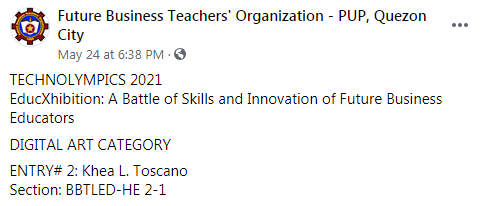 Future Business Teachers' Organization - PUP, Quezon
City
May 24 at 6:38 PM ·
TECHNOLYMPICS 2021
EducXhibition: A Battle of Skills and Innovation of Future Business
Educators
DIGITAL ART CATEGORY
ENTRY# 2: Khea L. Toscano
Section: BBTLED-HE 2-1